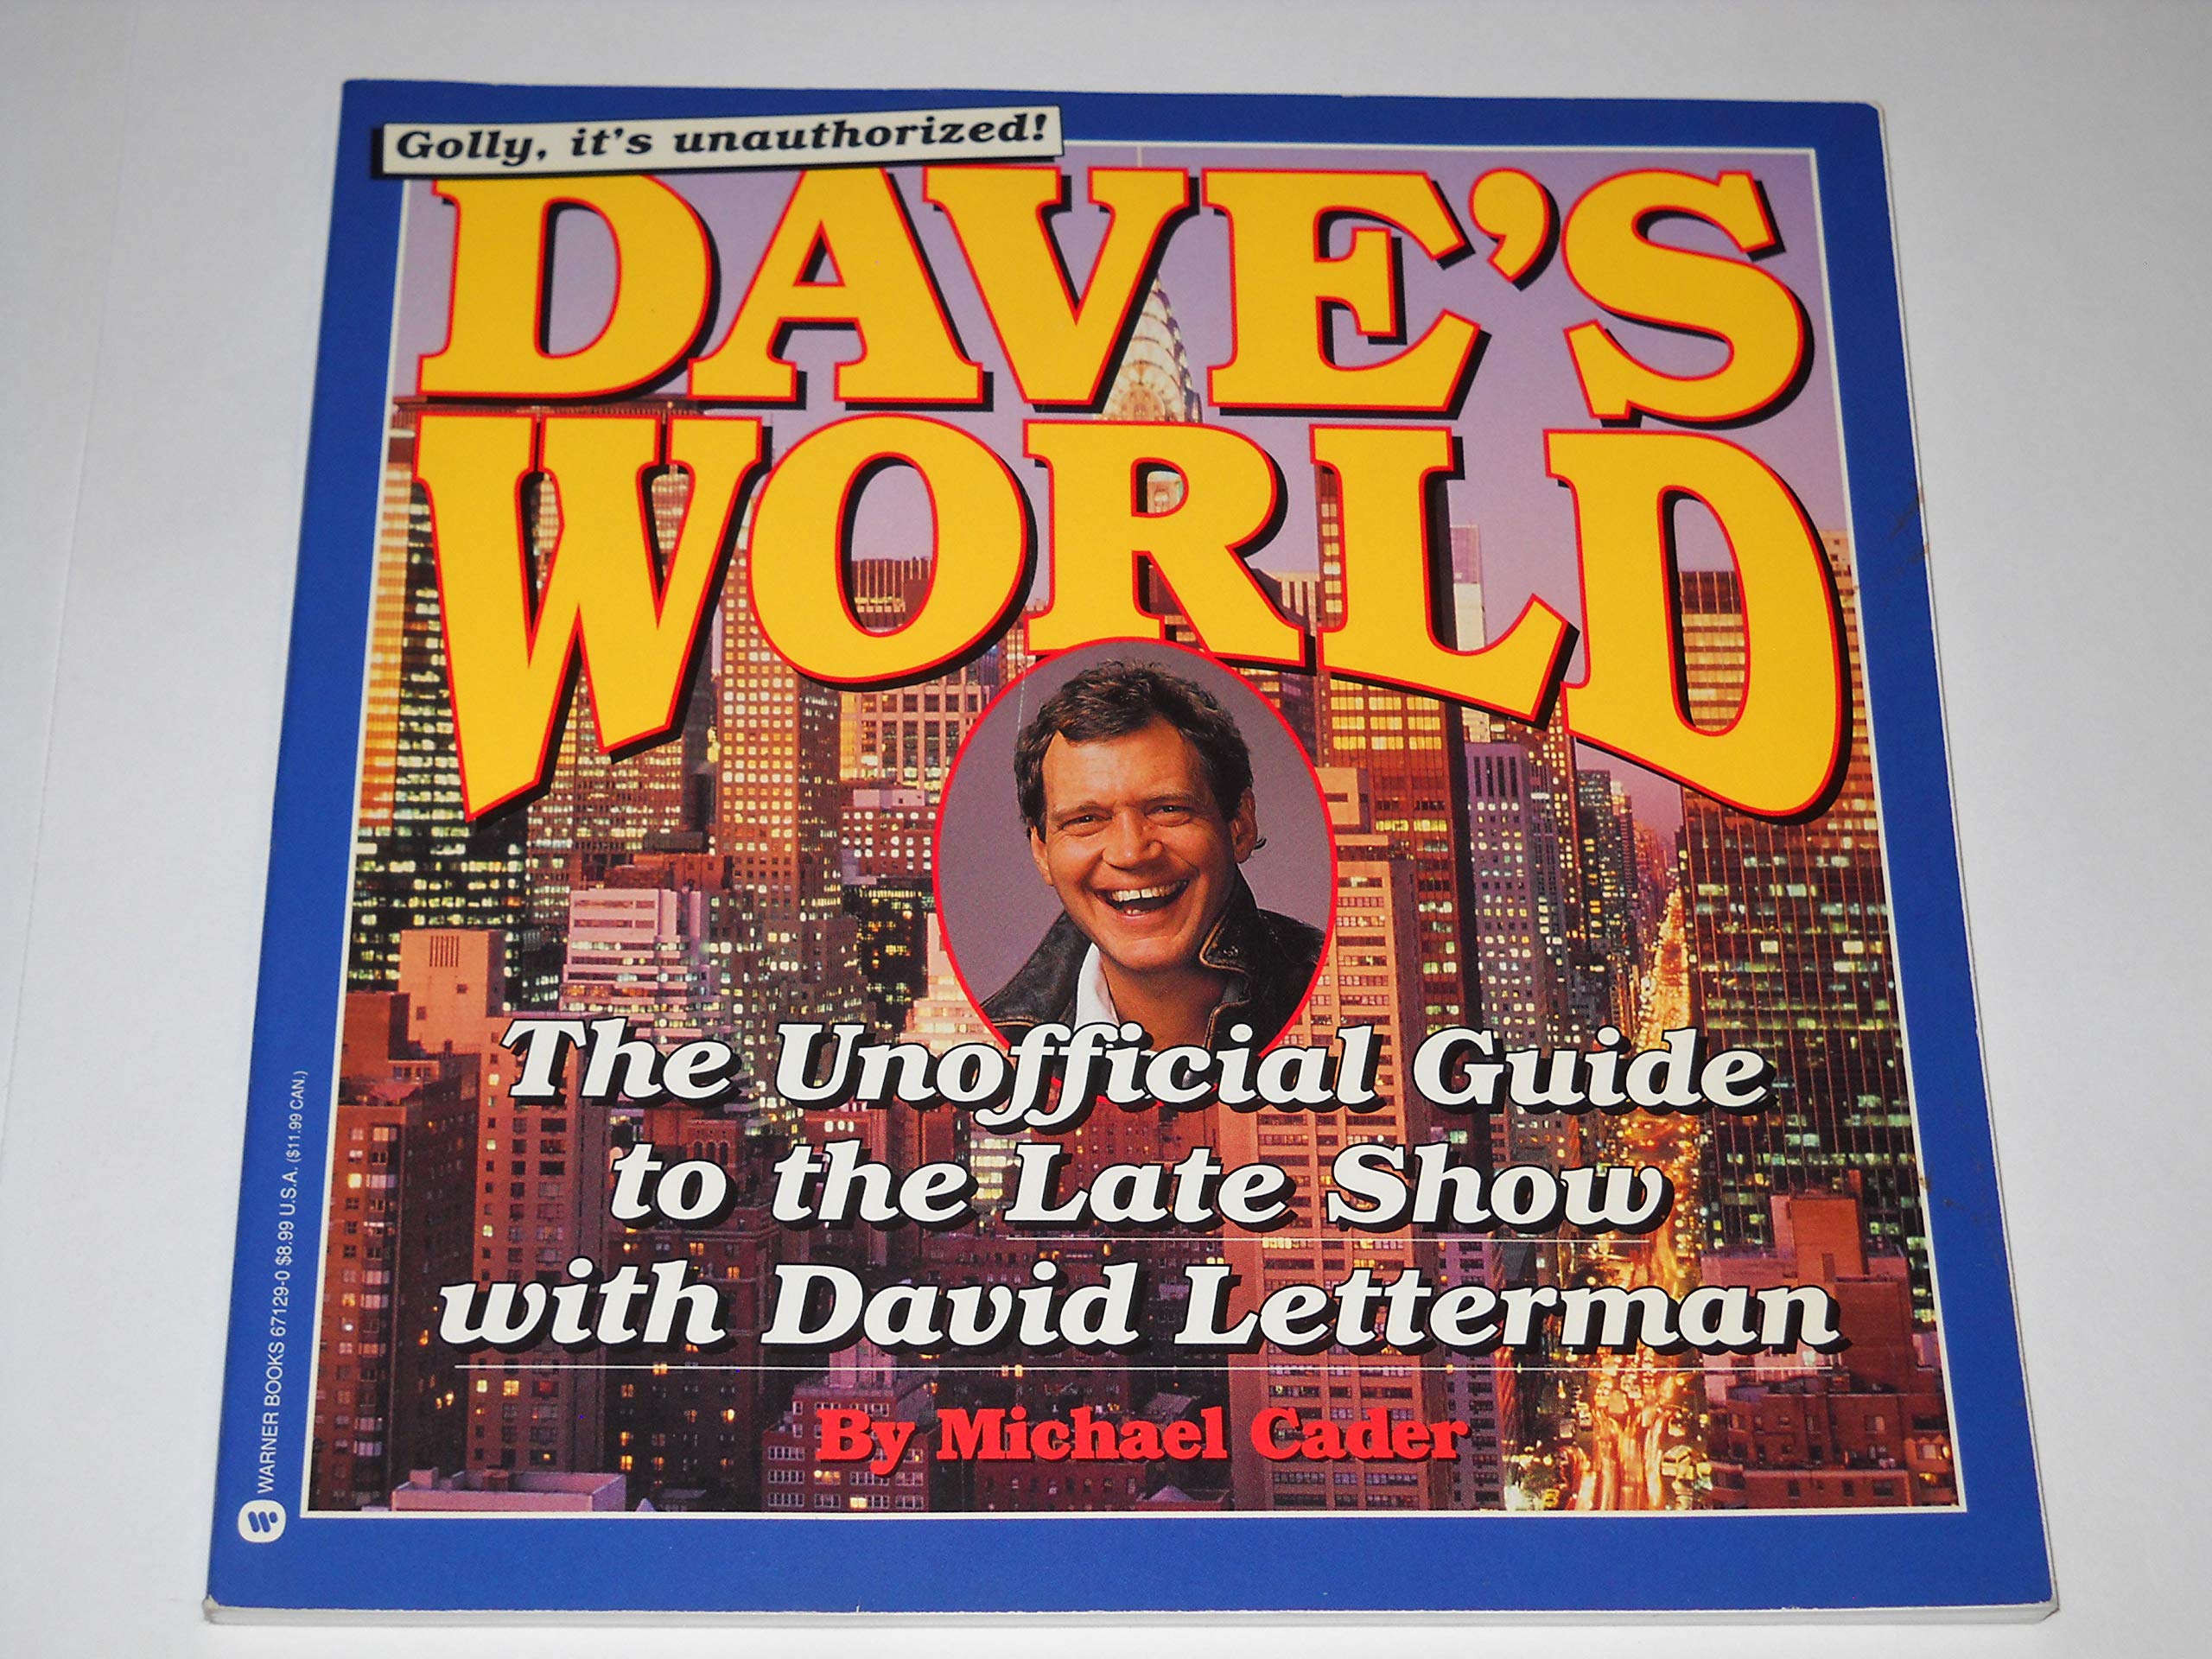 Golly, it's unauthorized!
DAVE'S
WORLD
The Unofficial Guide
to the Late Show
with David Letterman
By Michael Cader
WARNER BOOKS 67129-0 $8.99 U.S.A. ($11.99 CAN.)